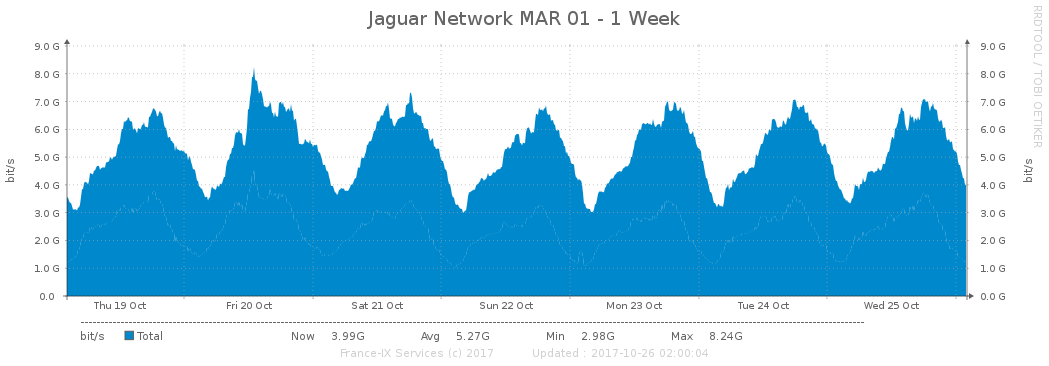 Jaguar Network MAR 01 - 1 Week
RRDTOOL / TOBI OETIKER
bit/s
9.0 G
8.0 G
7.0 G
6.0 G
5.0 G
4.0 G
3.0 G
2.0 G
1.0 G
0.0
9.0 G
8.0 G
7.0 G
6.0 G
5.0 G
4.0 G
3.0 G
2.0 G
1.0 G
0.0 G
bit/s
Thu 19 Oct Fri 20 Oct Sat 21 Oct Sun 22 Oct Mon 23 Oct Tue 24 Oct Wed 25 Oct
bit/s Total Now 3.99G Avg 5.27G Min 2.98G Max 8.24G
France-IX Services (c) 2017 Updated : 2017-10-26 02:00:04